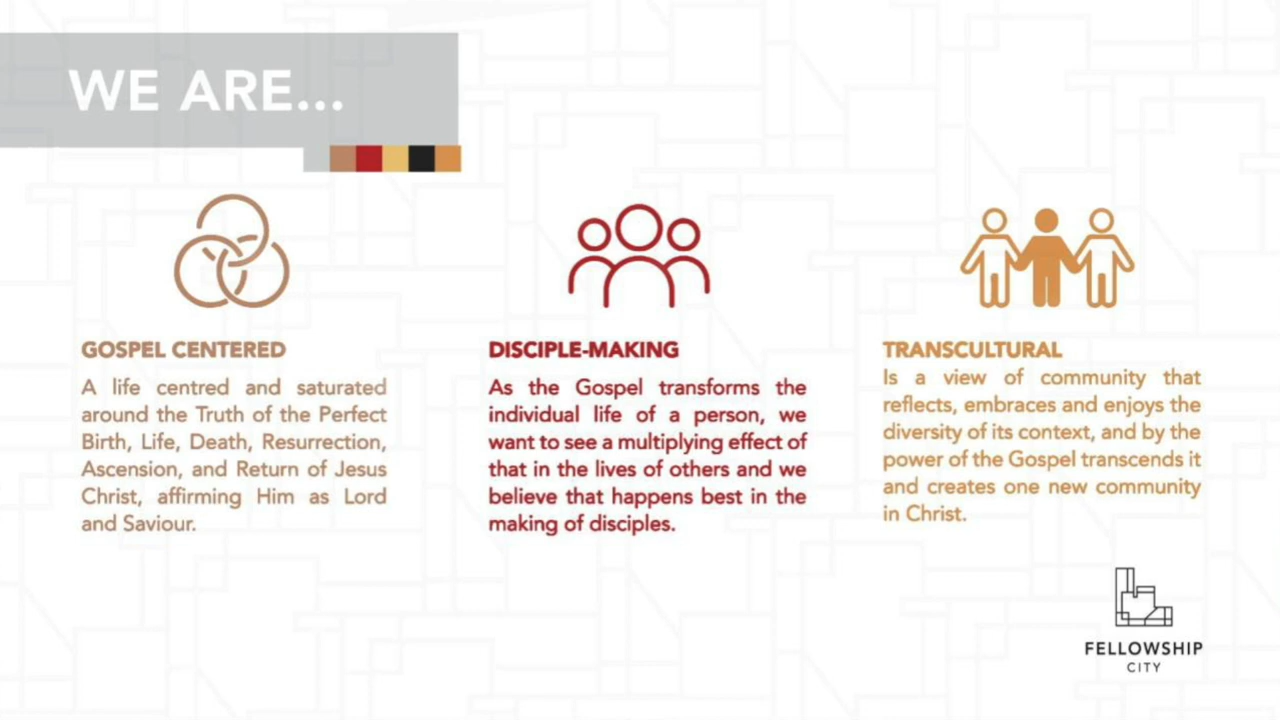 WE ARE...
GOSPEL CENTERED
A life centred and saturated
around the Truth of the Perfect
Birth, Life, Death, Resurrection,
Ascension, and Return of Jesus
Christ, affirming Him as Lord
and Saviour.
DISCIPLE-MAKING
As the Gospel transforms the
individual life of a person, we
want to see a multiplying effect of
that in the lives of others and we
believe that happens best in the
making of disciples.
TRANSCULTURAL
Is a view of community that
reflects, embraces and enjoys the
diversity of its context, and by the
power of the Gospel transcends it
and creates one new community
in Christ.
FELLOWSHIP
CITY